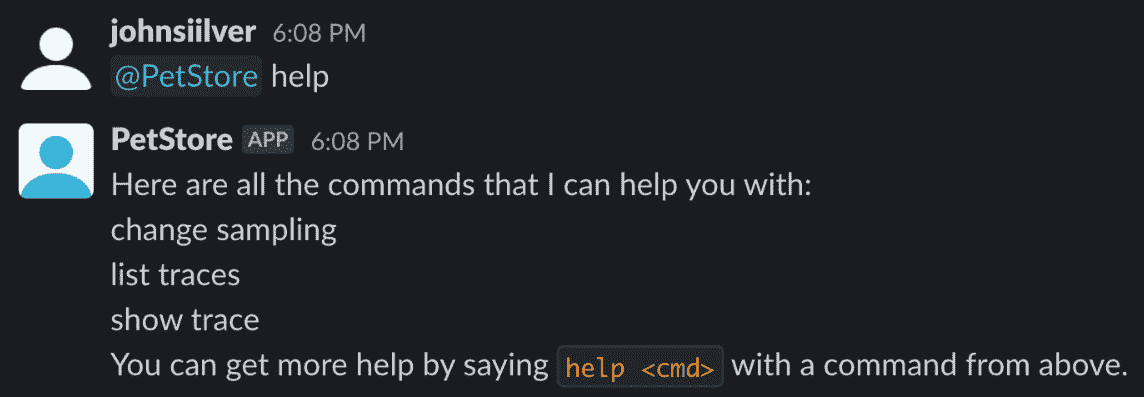 johnsiilver 6:08 PM
@PetStore help
PetStore APP 6:08 PM
Here are all the commands that I can help you with:
change sampling
list traces
show trace
You can get more help by saying help <cmd> with a command from above.